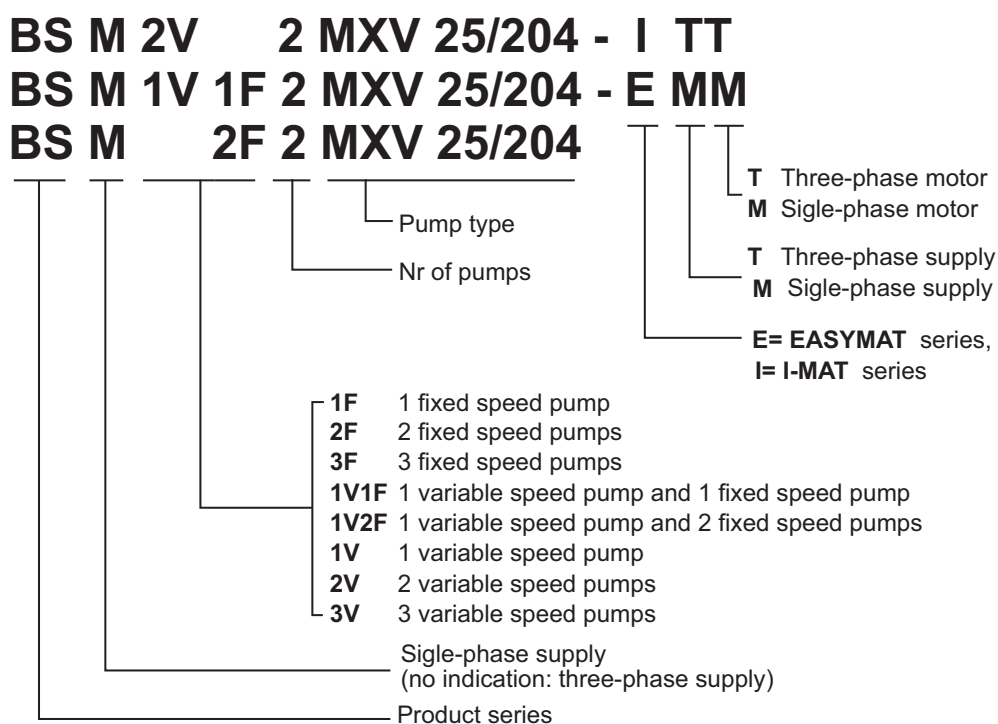 BS M 2V 2 MXV 25/204 - I TT
BS M 1V 1F 2 MXV 25/204 - E MM
BS M 2F 2 MXV 25/204
T Three-phase motor
M Sigle-phase motor
Pump type
T Three-phase supply
Nr of pumps
M Sigle-phase supply
E= EASYMAT series,
I= I-MAT series
1F 1 fixed speed pump
2F 2 fixed speed pumps
3F 3 fixed speed pumps
1V1F 1 variable speed pump and 1 fixed speed pump
1V2F 1 variable speed pump and 2 fixed speed pumps
1V 1 variable speed pump
2V 2 variable speed pumps
3V 3 variable speed pumps
Sigle-phase supply
(no indication: three-phase supply)
Product series